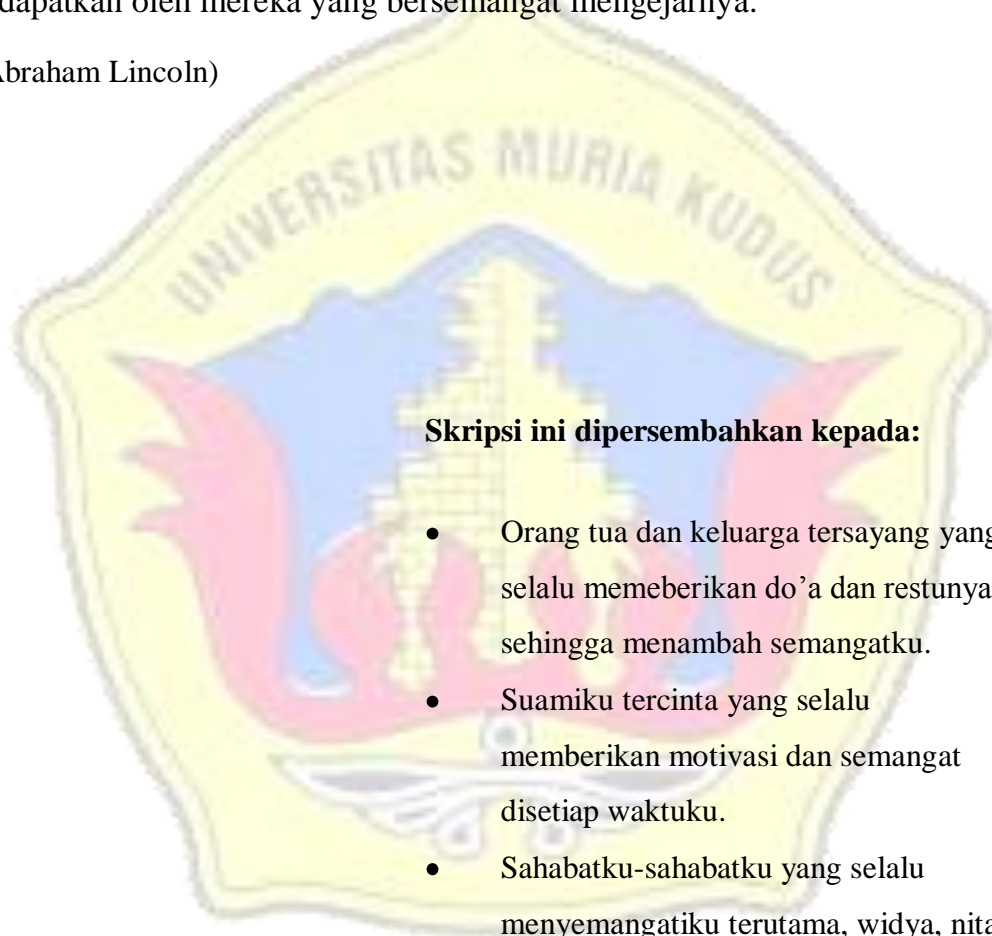 dapatkan oleh mereka yang bersemangat mengejarnya.
Abraham Lincoln)
UNIVERSITAS MURIA KUDUS
Skripsi ini dipersembahkan kepada:
• Orang tua dan keluarga tersayang yang
selalu memeberikan do’a dan restunya
sehingga menambah semangatku.
• Suamiku tercinta yang selalu
memberikan motivasi dan semangat
disetiap waktuku.
• Sahabatku-sahabatku yang selalu
menyemangatiku terutama, widya, nita